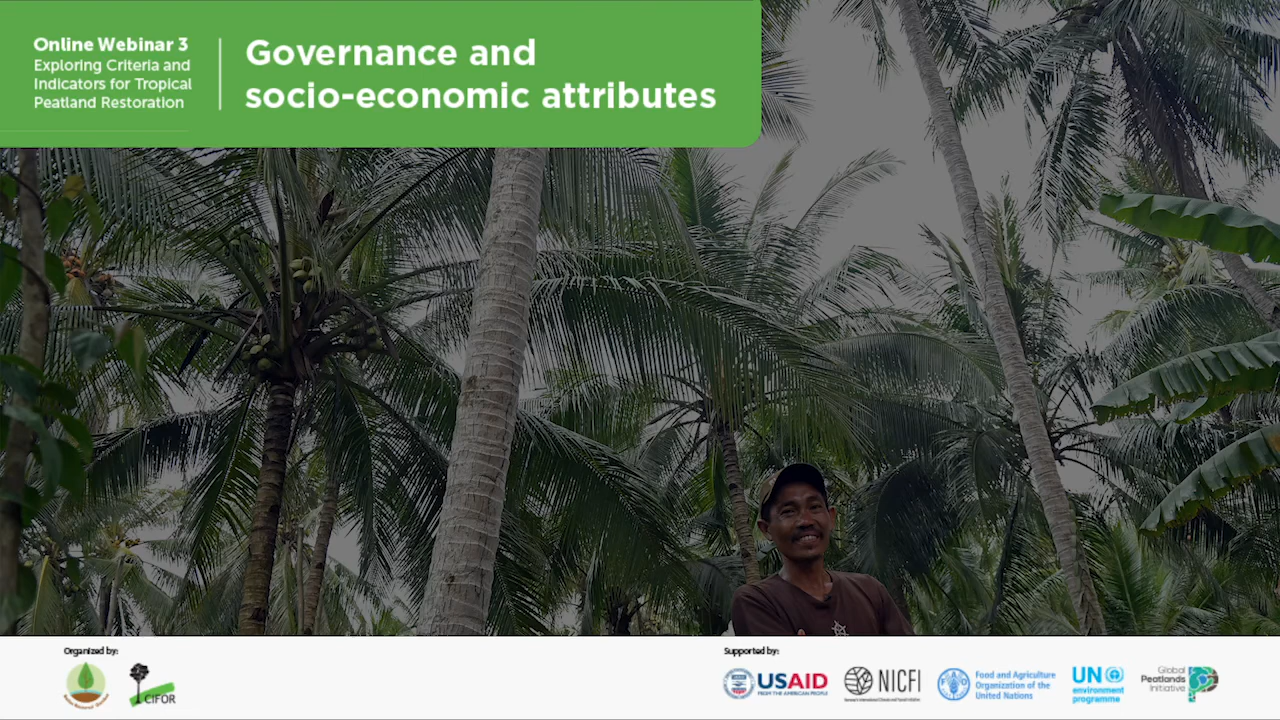 Online Webinar 3
Exploring Criteria and
Indicators for Tropical
Peatland Restoration
Governance and
socio-economic attributes
Organized by:
CIFOR
Supported by:
USAID
FROM THE AMERICAN PEOPLE
NICFI
Food and Agriculture
Organization of the
United Nations
UN
environment
programme
Global
Peatlands
Initiative